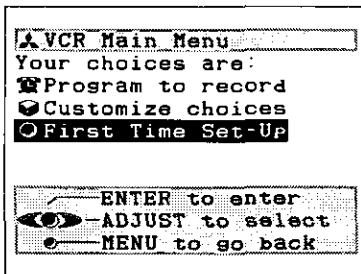 VCR Main Menu
Your choices are:
Program to record
Customize choices
First Time Set-Up
ENTER to enter
ADJUST to select
MENU to go back